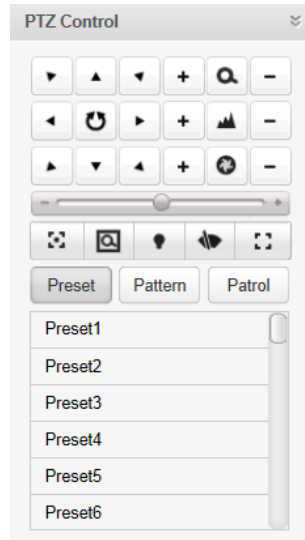 PTZ Control
+ −
+ −
+ −
− +
Preset Pattern Patrol
Preset1
Preset2
Preset3
Preset4
Preset5
Preset6